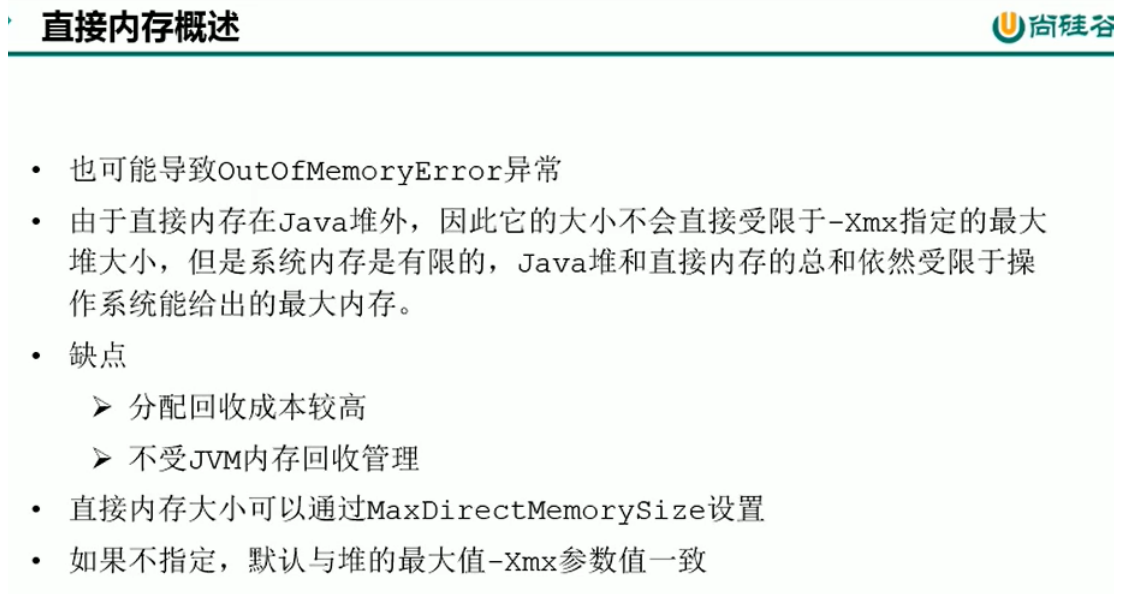 直接内存概述
尚硅谷
• 也可能导致OutOfMemoryError异常
• 由于直接内存在Java堆外，因此它的大小不会直接受限于-Xmx指定的最大
堆大小，但是系统内存是有限的，Java堆和直接内存的总和依然受限于操
作系统能给出的最大内存。
• 缺点
➢ 分配回收成本较高
➢ 不受JVM内存回收管理
• 直接内存大小可以通过MaxDirectMemorySize设置
• 如果不指定，默认与堆的最大值-Xmx参数值一致